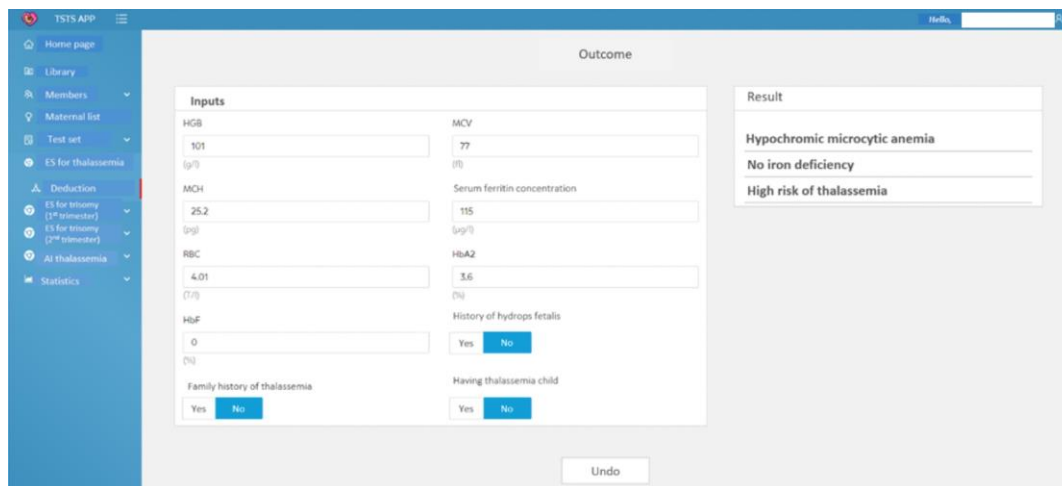 TSTS APP
Hello,
Home page
Library
Members
Maternal list
Test set
ES for thalassemia
Deduction
ES for trisomy
(1st trimester)
ES for trisomy
(2nd trimester)
AI thalassemia
Statistics
Outcome
Inputs
HGB
101
(g/l)
MCV
77
(fl)
MCH
25.2
(pg)
Serum ferritin concentration
115
(µg/l)
RBC
4.01
(T/l)
HbA2
3.6
(%)
HbF
0
(%)
History of hydrops fetalis
Yes No
Family history of thalassemia
Yes No
Having thalassemia child
Yes No
Result
Hypochromic microcytic anemia
No iron deficiency
High risk of thalassemia
Undo